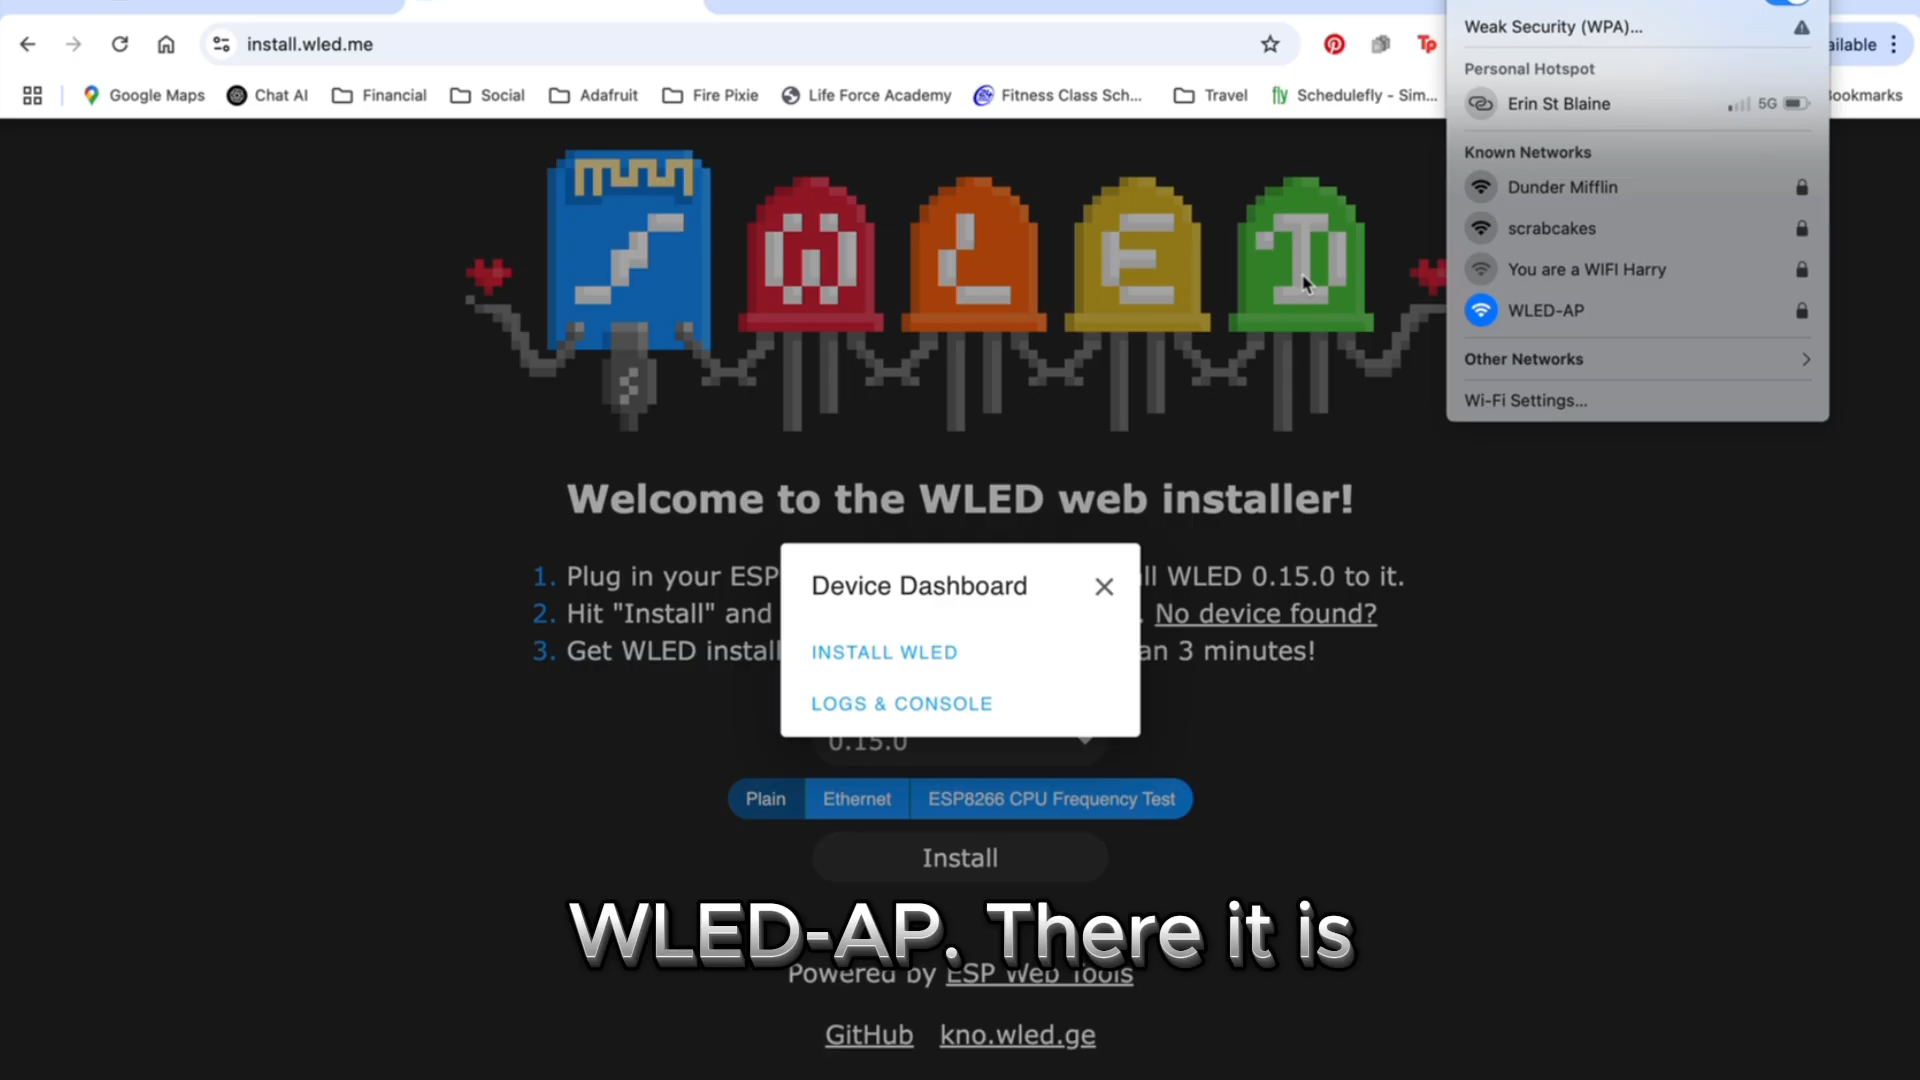 install.wled.me
Tp
ailable
Google Maps
Chat AI
Financial
Social
Adafruit
Fire Pixie
Life Force Academy
Fitness Class Sch...
Travel
fly
Schedulefly - Sim...
Bookmarks
Weak Security (WPA)...
Personal Hotspot
Erin St Blaine
5G
Known Networks
Dunder Mifflin
scrabcakes
You are a WIFI Harry
WLED-AP
Other Networks
Wi-Fi Settings...
WLED
Welcome to the WLED web installer!
1. Plug in your ESP
ll WLED 0.15.0 to it.
2. Hit "Install" and
. No device found?
3. Get WLED install
an 3 minutes!
Device Dashboard
INSTALL WLED
LOGS & CONSOLE
0.15.0
Plain
Ethernet
ESP8266 CPU Frequency Test
Install
WLED-AP. There it is
Powered by ESP Web Tools
GitHub
kno.wled.ge